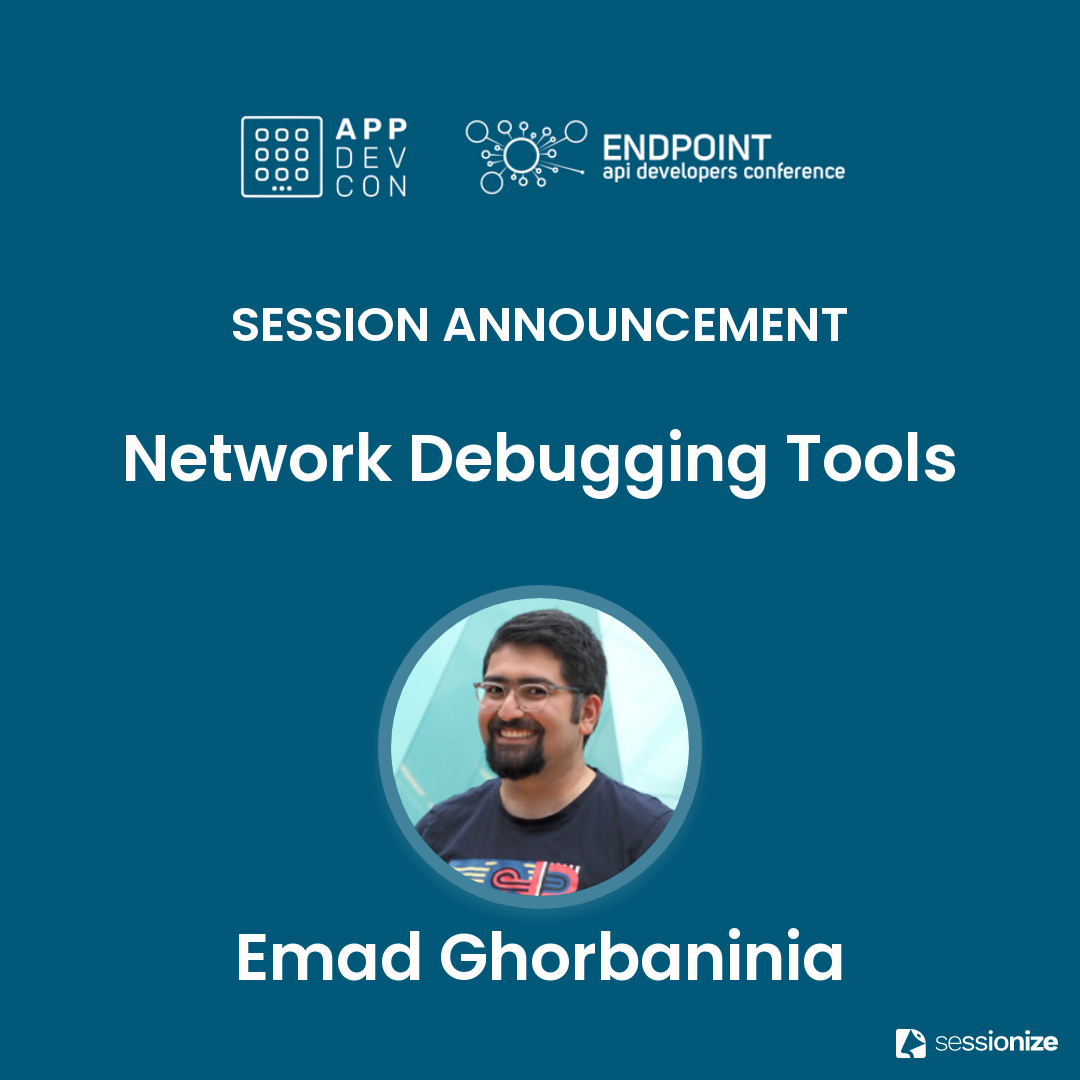 APP
DEV
CON
ENDPOINT
api developers conference
SESSION ANNOUNCEMENT
Network Debugging Tools
Emad Ghorbaninia
sessionize